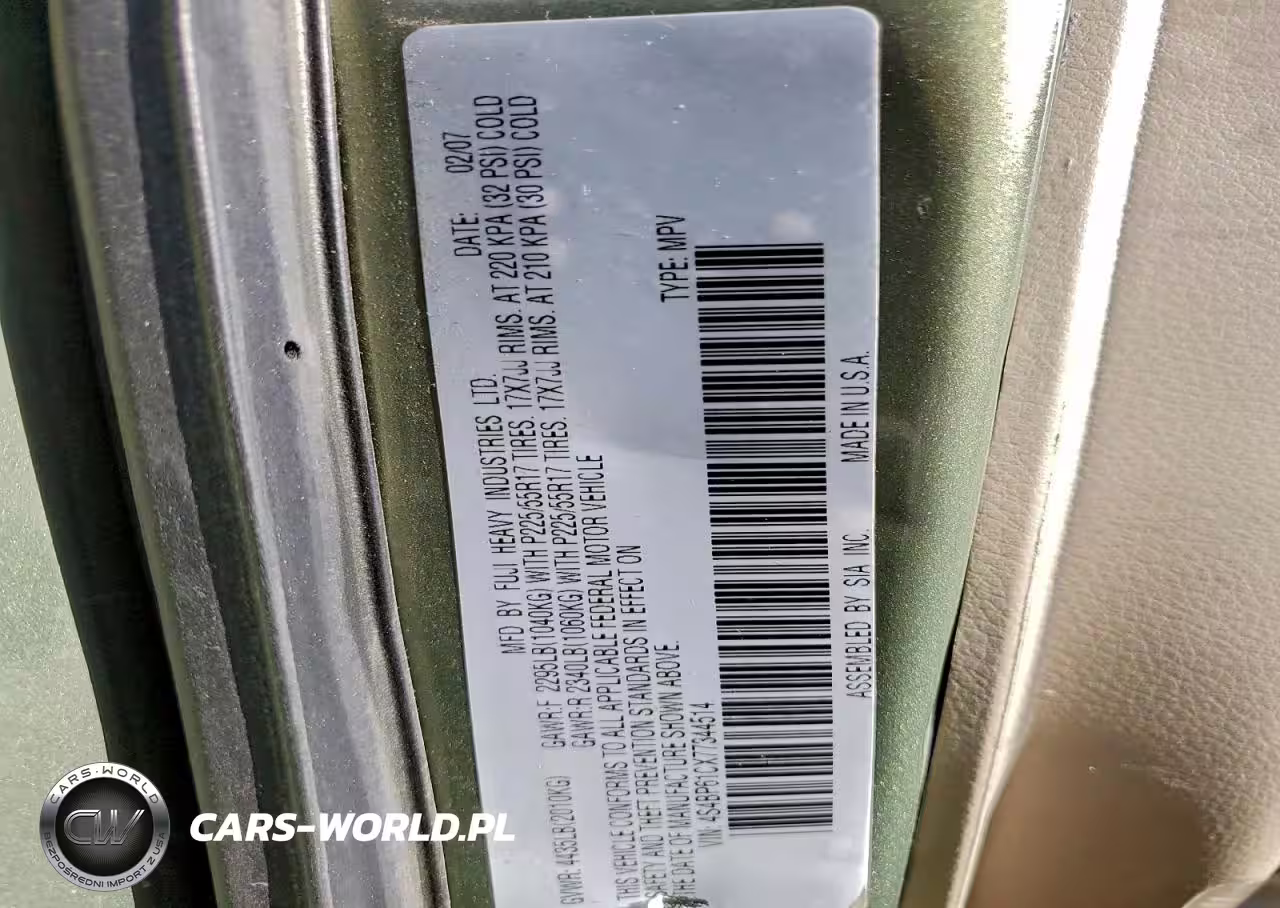 MFD BY FUJI HEAVY INDUSTRIES LTD. DATE: 02/07
GVWR: 4435LB(2010KG) GAWR:F 2295LB(1040KG) WITH P225/55R17 TIRES. 17X7JJ RIMS. AT 220 KPA (32 PSI) COLD
GAWR:R 2340LB(1060KG) WITH P225/55R17 TIRES. 17X7JJ RIMS. AT 210 KPA (30 PSI) COLD
THIS VEHICLE CONFORMS TO ALL APPLICABLE FEDERAL MOTOR VEHICLE
SAFETY AND THEFT PREVENTION STANDARDS IN EFFECT ON
THE DATE OF MANUFACTURE SHOWN ABOVE.
VIN: 4S4BP61CX77344514 TYPE: MPV
ASSEMBLED BY SIA INC. MADE IN U.S.A.
CARS-WORLD
CW
BEZPOŚREDNI IMPORT Z USA
CARS-WORLD.PL